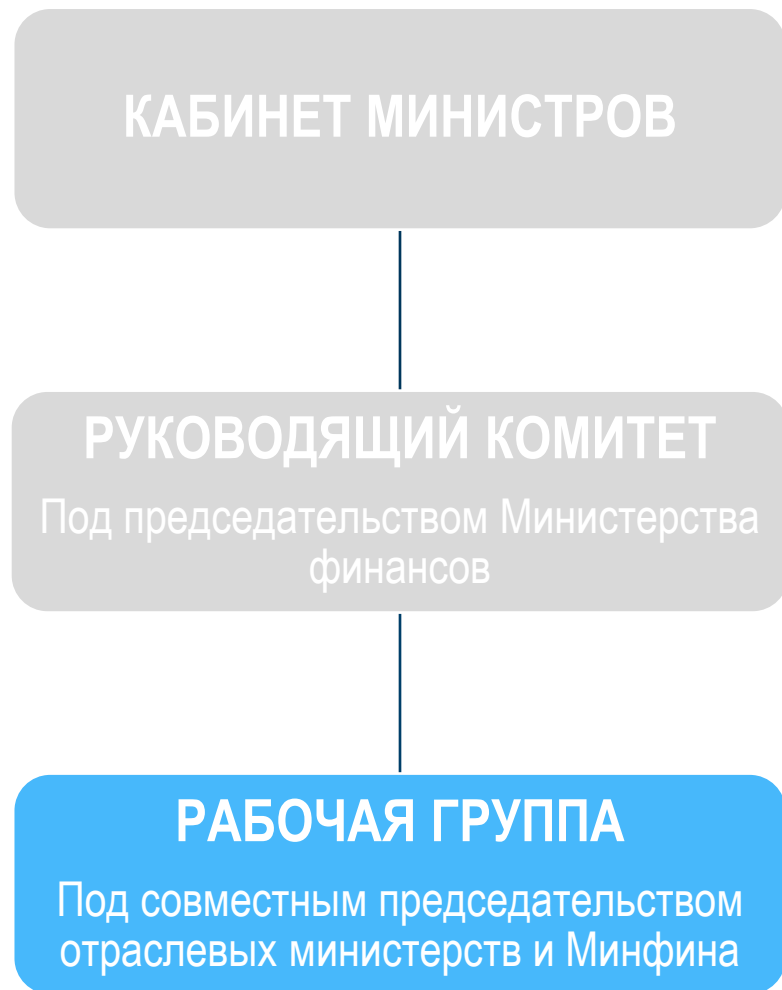 КАБИНЕТ МИНИСТРОВ
РУКОВОДЯЩИЙ КОМИТЕТ
Под председательством Министерства
финансов
РАБОЧАЯ ГРУППА
Под совместным председательством
отраслевых министерств и Минфина